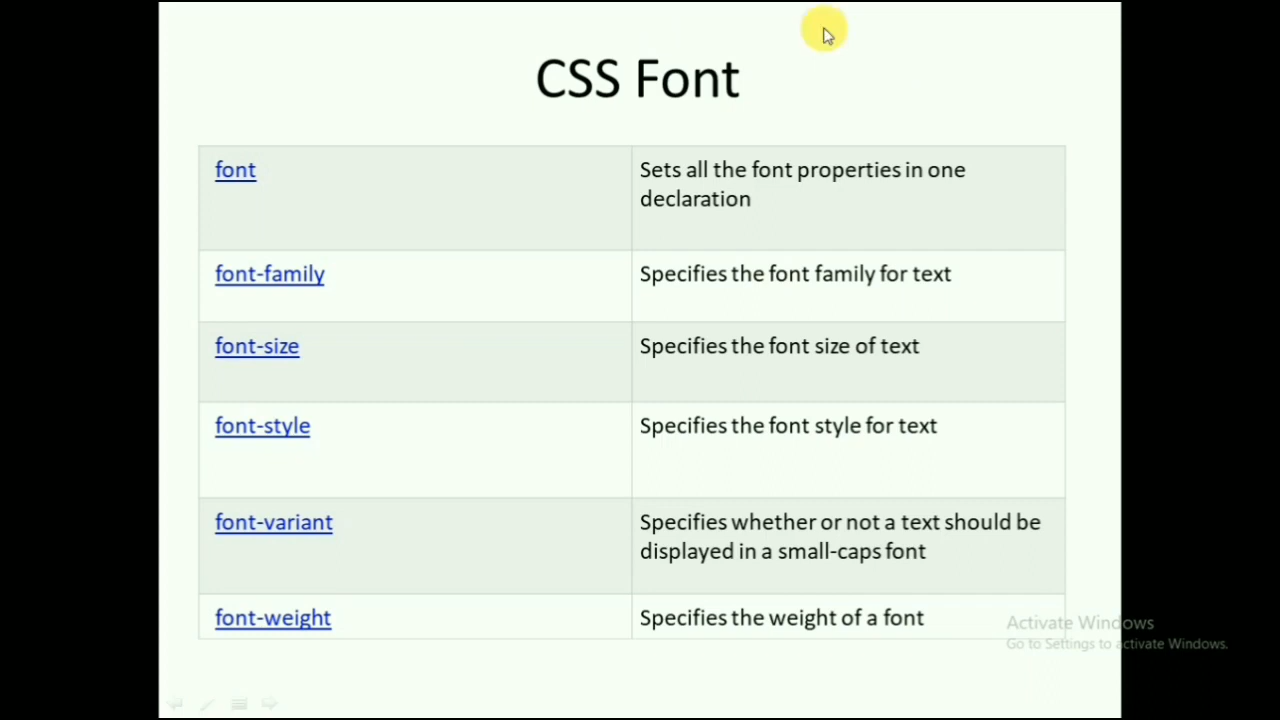 CSS Font
font
Sets all the font properties in one
declaration
font-family
Specifies the font family for text
font-size
Specifies the font size of text
font-style
Specifies the font style for text
font-variant
Specifies whether or not a text should be
displayed in a small-caps font
font-weight
Specifies the weight of a font
Activate Windows
Go to Settings to activate Windows.